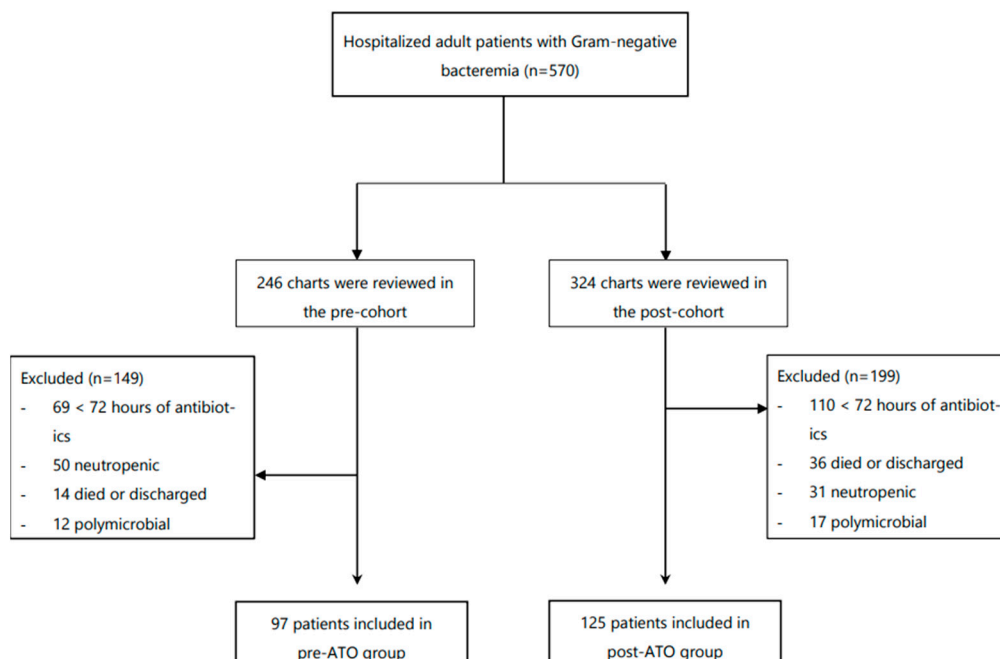 Hospitalized adult patients with Gram-negative
bacteremia (n=570)
246 charts were reviewed in
the pre-cohort
324 charts were reviewed in
the post-cohort
Excluded (n=149)
- 69 < 72 hours of antibiot-
ics
- 50 neutropenic
- 14 died or discharged
- 12 polymicrobial
Excluded (n=199)
- 110 < 72 hours of antibiot-
ics
- 36 died or discharged
- 31 neutropenic
- 17 polymicrobial
97 patients included in
pre-ATO group
125 patients included in
post-ATO group